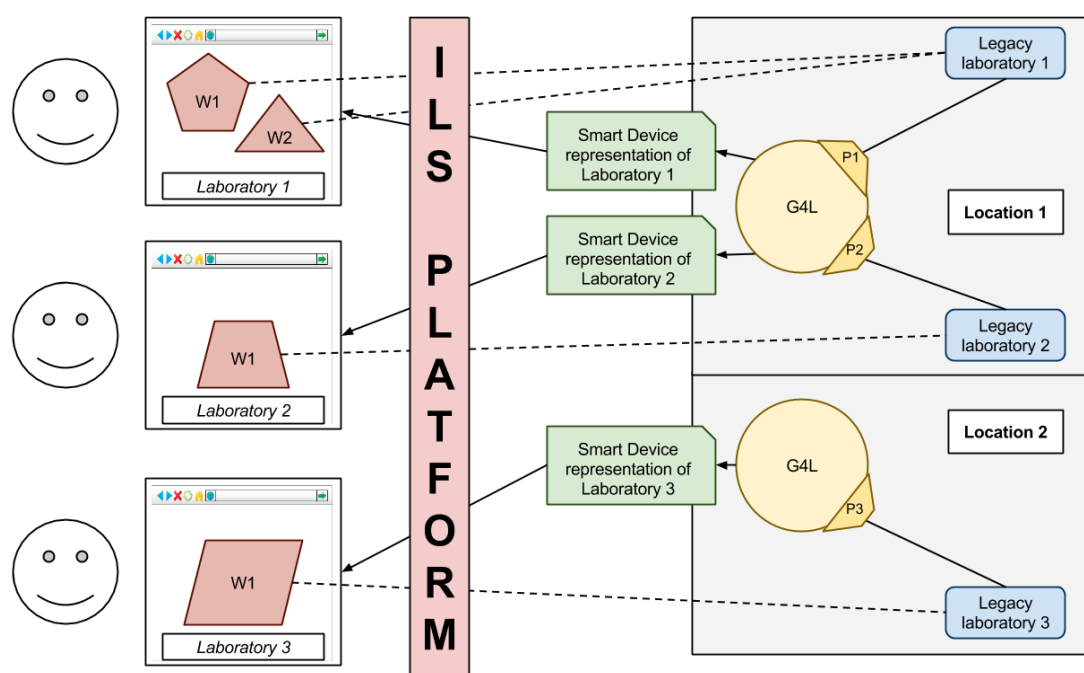 W1
W2
Laboratory 1
W1
Laboratory 2
W1
Laboratory 3
ILS PLATFORM
Smart Device
representation of
Laboratory 1
Smart Device
representation of
Laboratory 2
Smart Device
representation of
Laboratory 3
Legacy
laboratory 1
P1
G4L
P2
Location 1
Legacy
laboratory 2
Location 2
G4L
P3
Legacy
laboratory 3